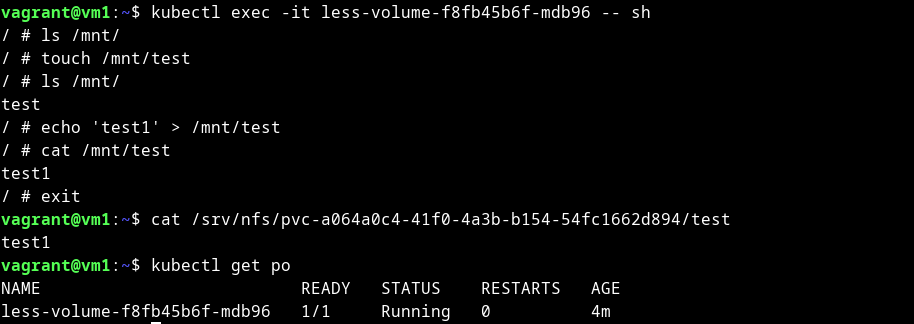 vagrant@vm1:~$ kubectl exec -it less-volume-f8fb45b6f-mdb96 -- sh
/ # ls /mnt/
/ # touch /mnt/test
/ # ls /mnt/
test
/ # echo 'test1' > /mnt/test
/ # cat /mnt/test
test1
/ # exit
vagrant@vm1:~$ cat /srv/nfs/pvc-a064a0c4-41f0-4a3b-b154-54fc1662d894/test
test1
vagrant@vm1:~$ kubectl get po
NAME                          READY   STATUS    RESTARTS   AGE
less-volume-f8fb45b6f-mdb96   1/1     Running   0          4m